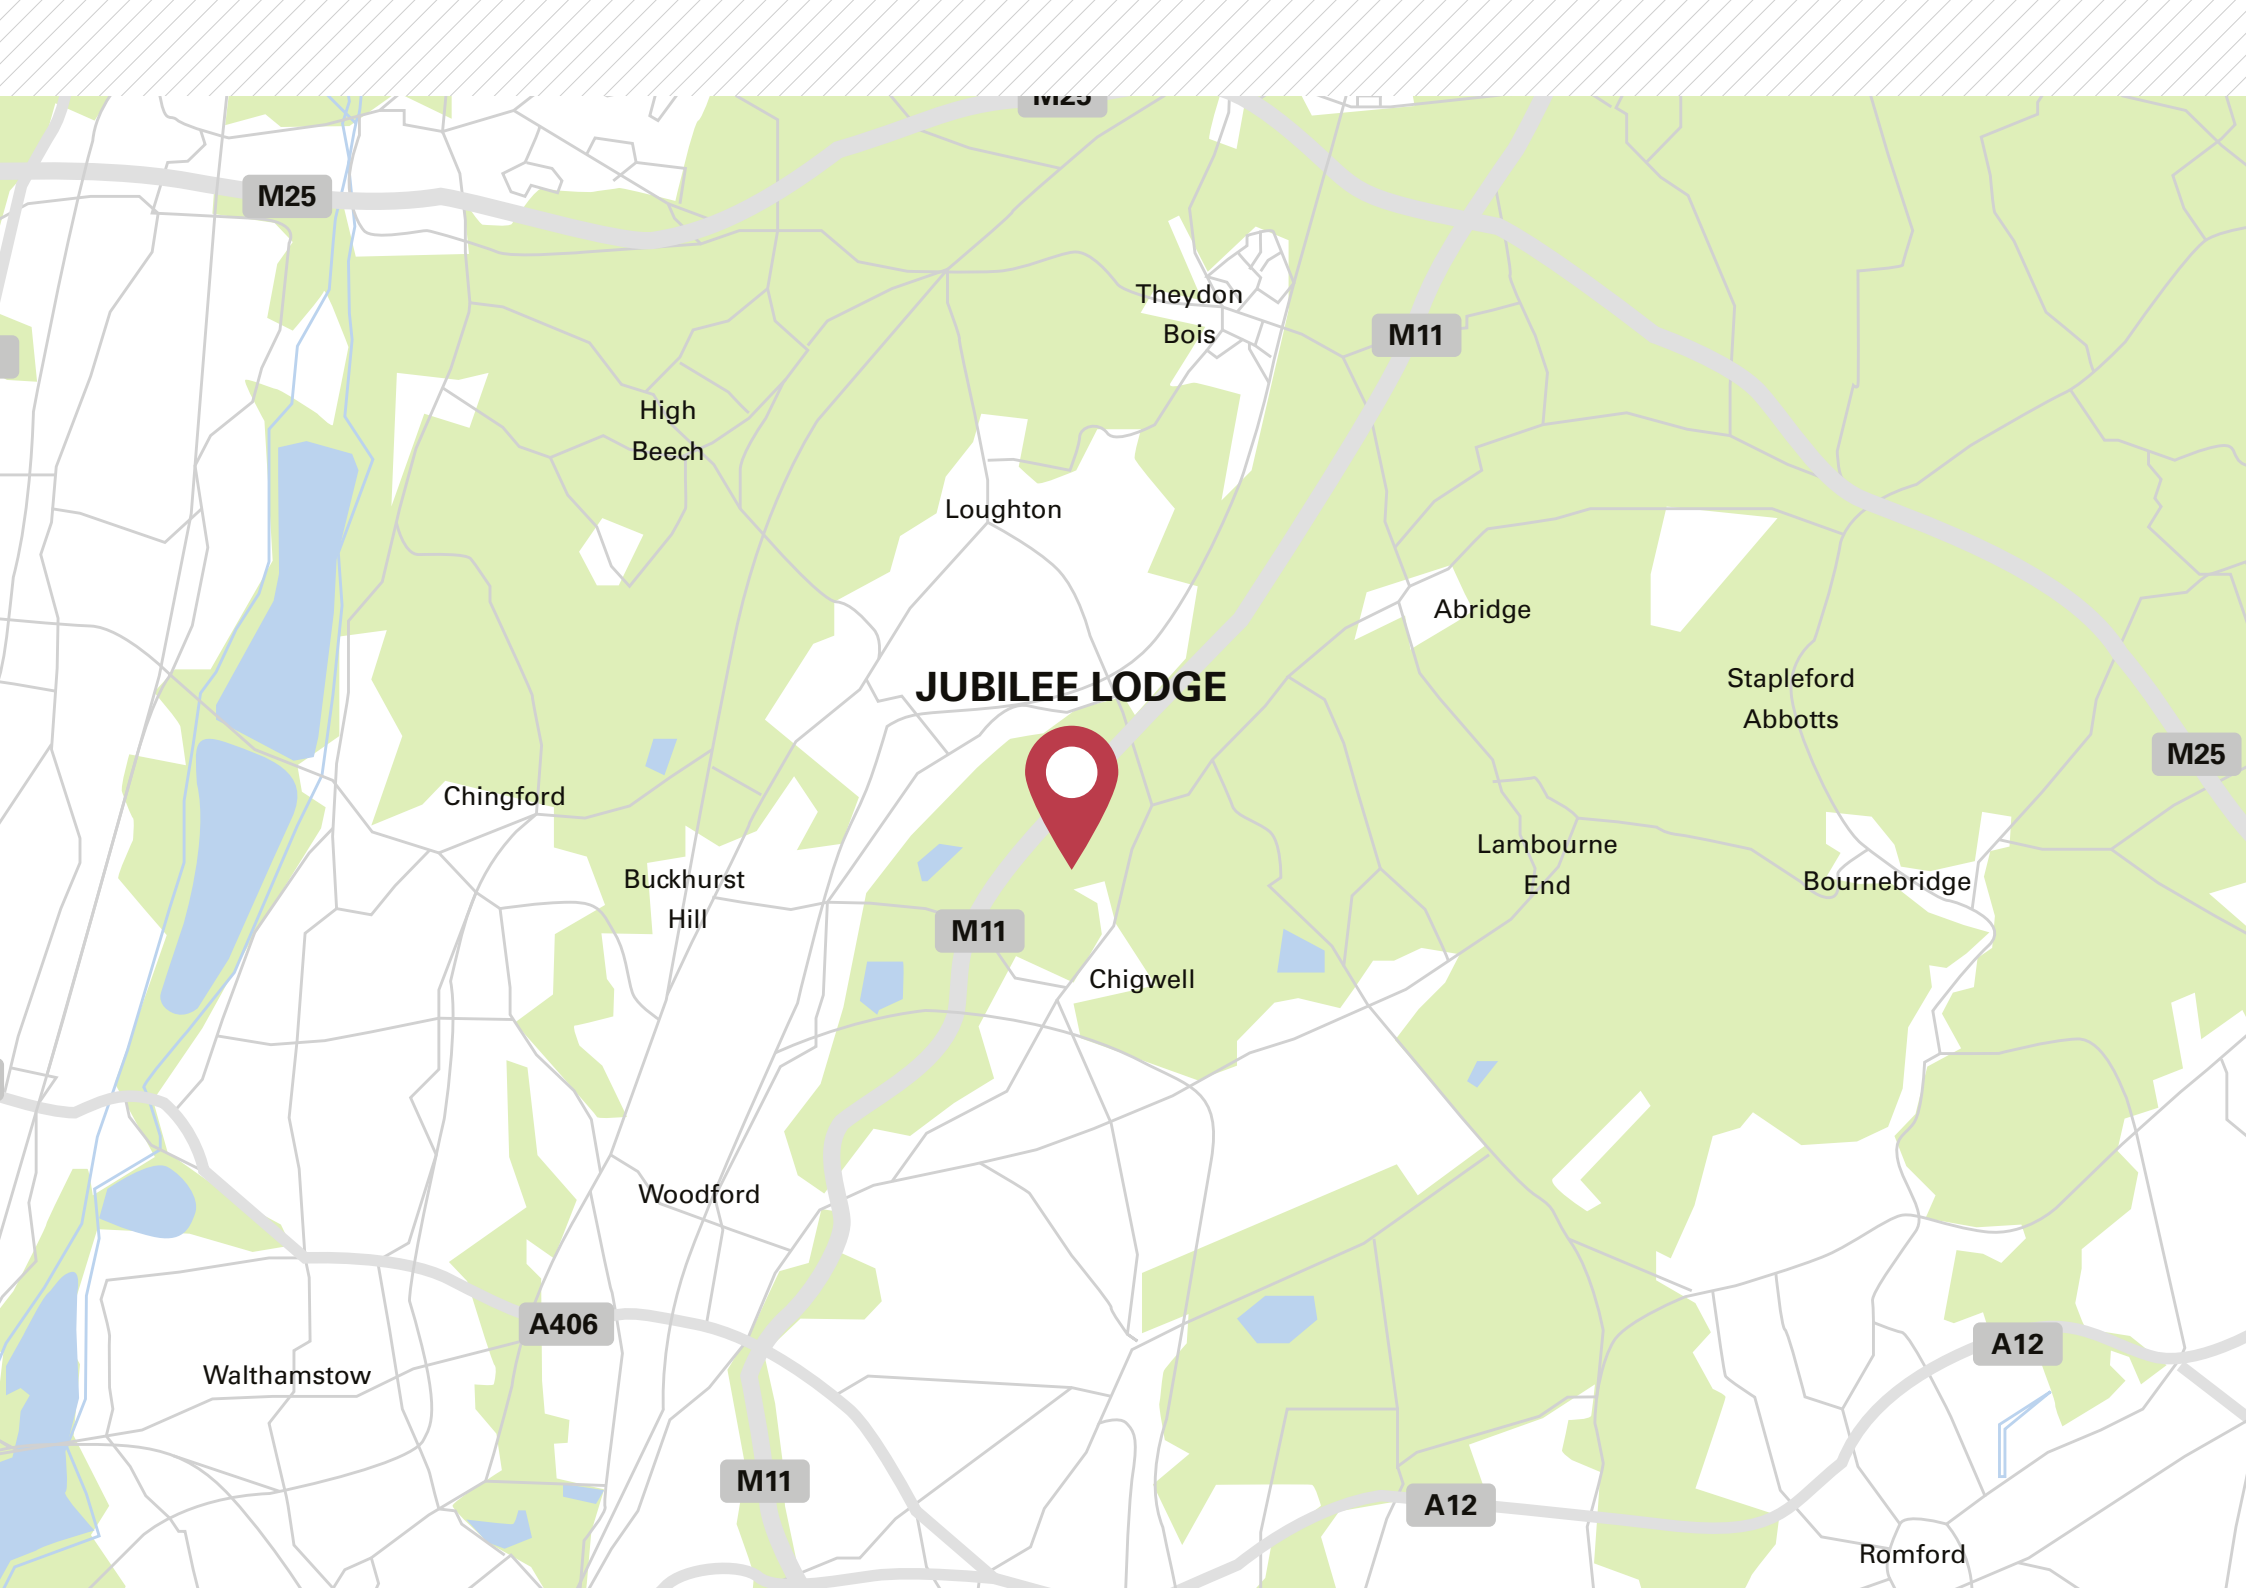 M25
M25
Theydon
Bois
M11
High
Beech
Loughton
Abridge
JUBILEE LODGE
Stapleford
Abbotts
M25
Chingford
Lambourne
End
Buckhurst
Hill
Bournebridge
M11
Chigwell
Woodford
A406
A12
Walthamstow
M11
A12
Romford